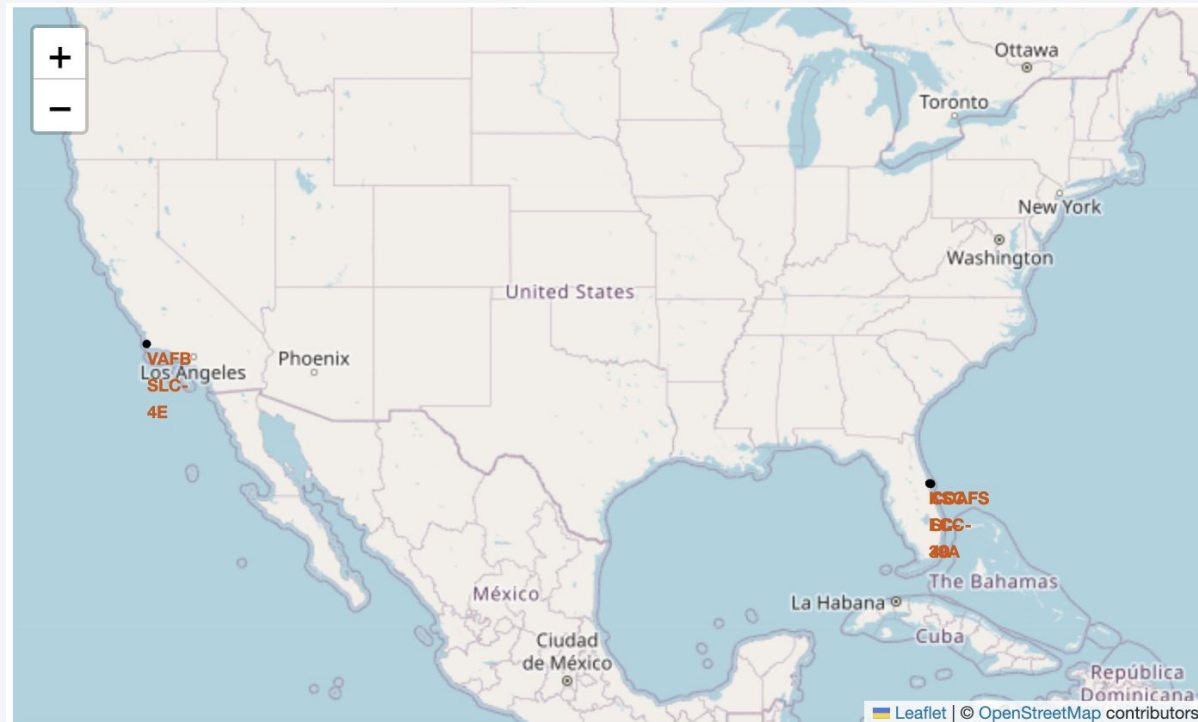 +
−
Ottawa
Toronto
New York
Washington
United States
VAFB
SLC-
4E
Los Angeles
Phoenix
México
Ciudad
de México
La Habana
The Bahamas
Cuba
República
Dominicana
Leaflet | © OpenStreetMap contributors